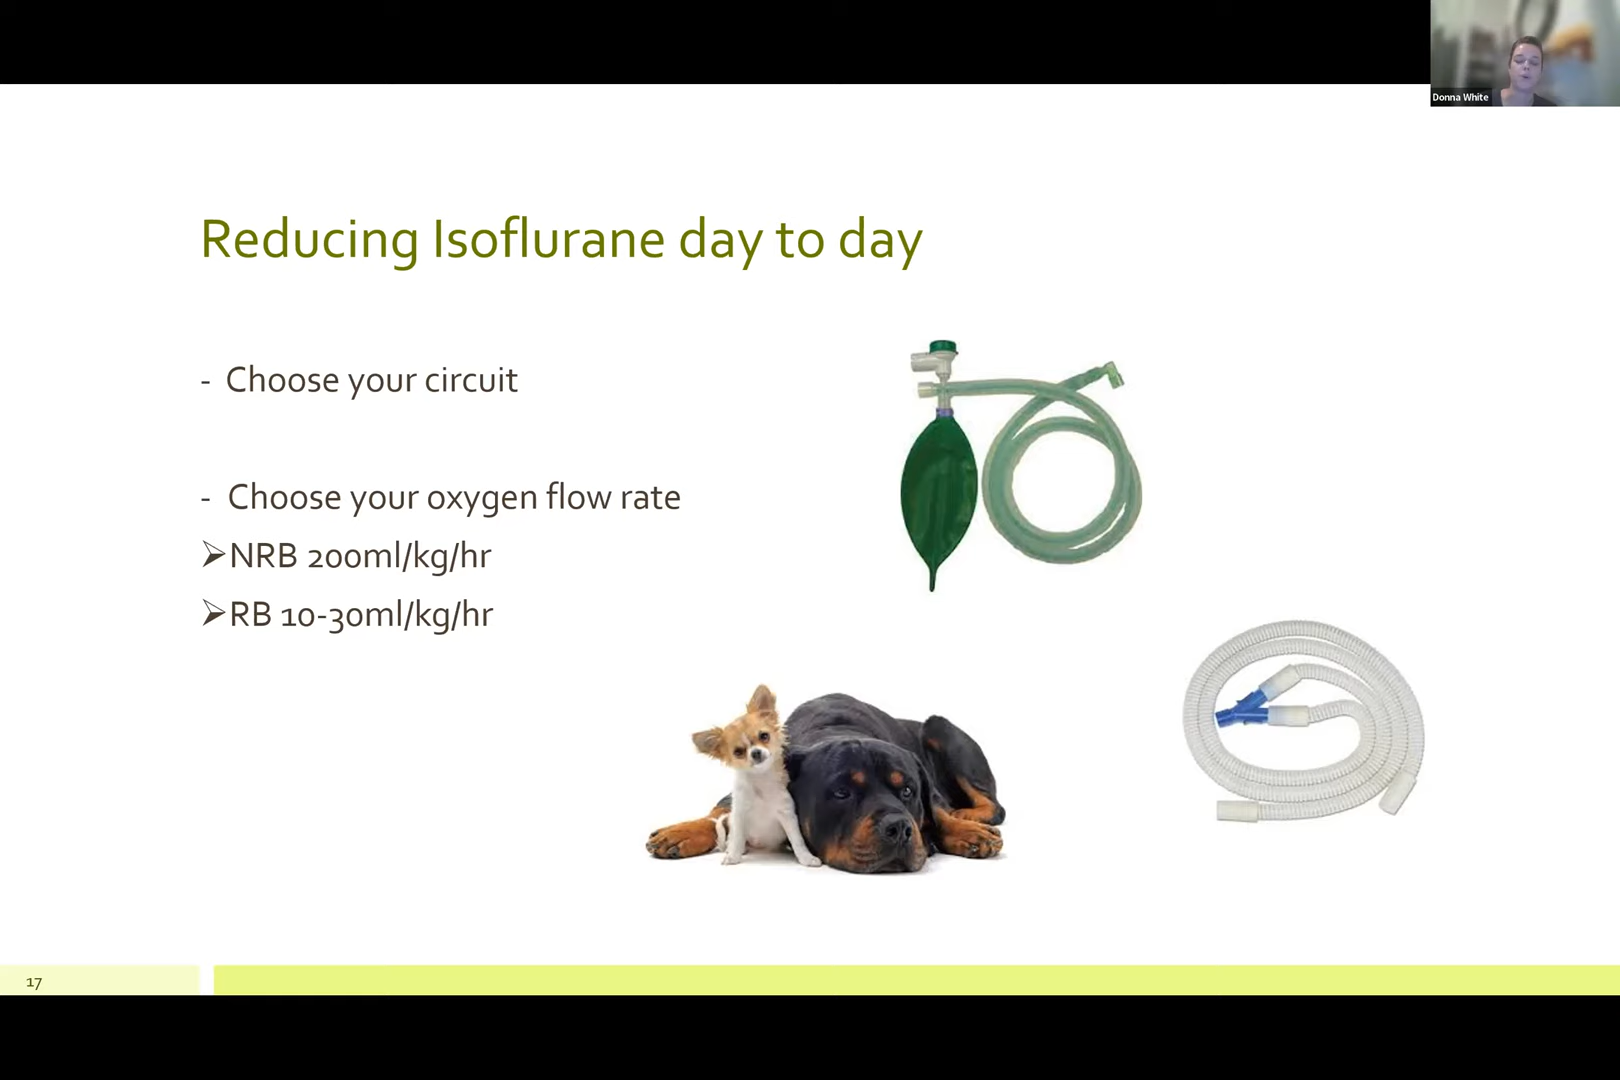 Donna White
Reducing Isoflurane day to day
- Choose your circuit
- Choose your oxygen flow rate
➢NRB 200ml/kg/hr
➢RB 10-30ml/kg/hr
17